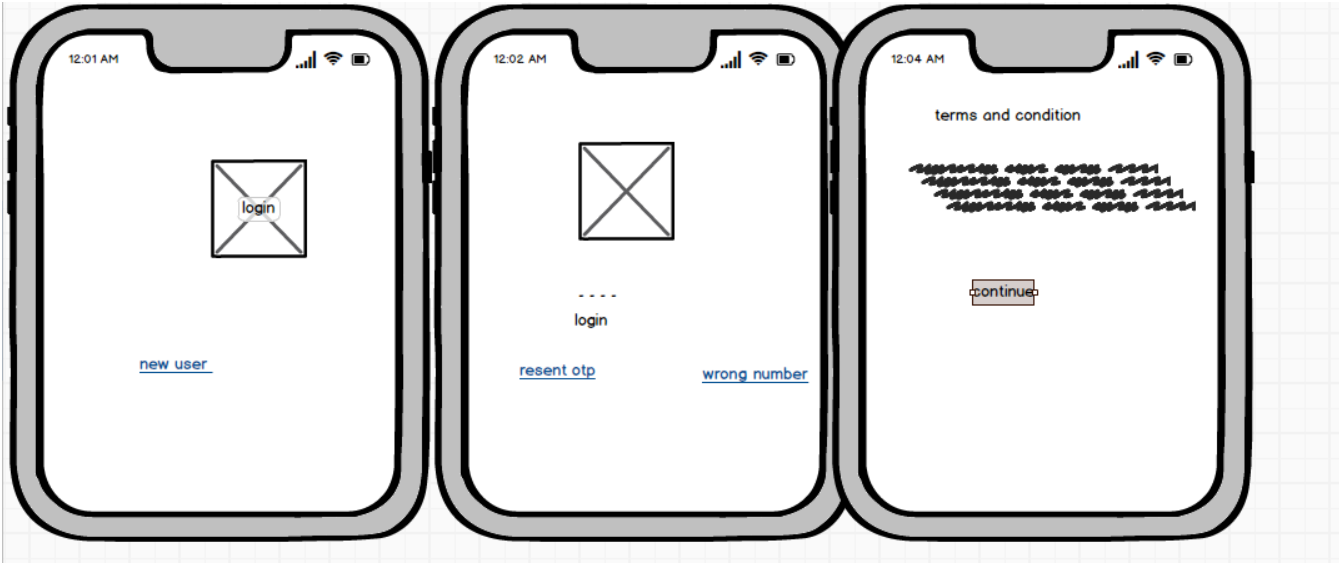 12:01 AM
login
new user
12:02 AM
- - - -
login
resent otp
wrong number
12:04 AM
terms and condition
continue